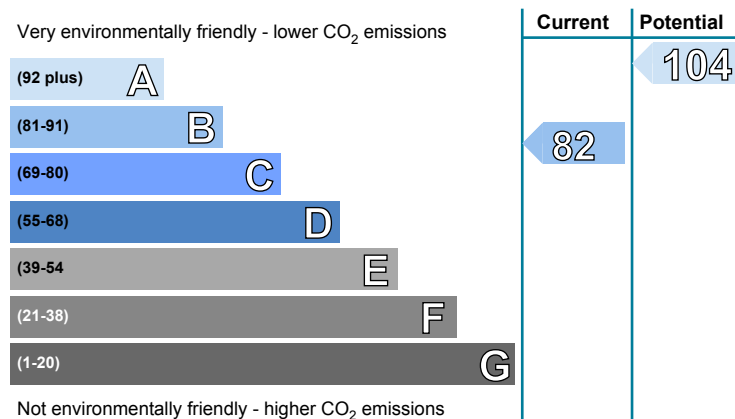 Very environmentally friendly - lower CO2 emissions
Current
Potential
(92 plus) A
104
(81-91) B
82
(69-80) C
(55-68) D
(39-54 E
(21-38) F
(1-20) G
Not environmentally friendly - higher CO2 emissions